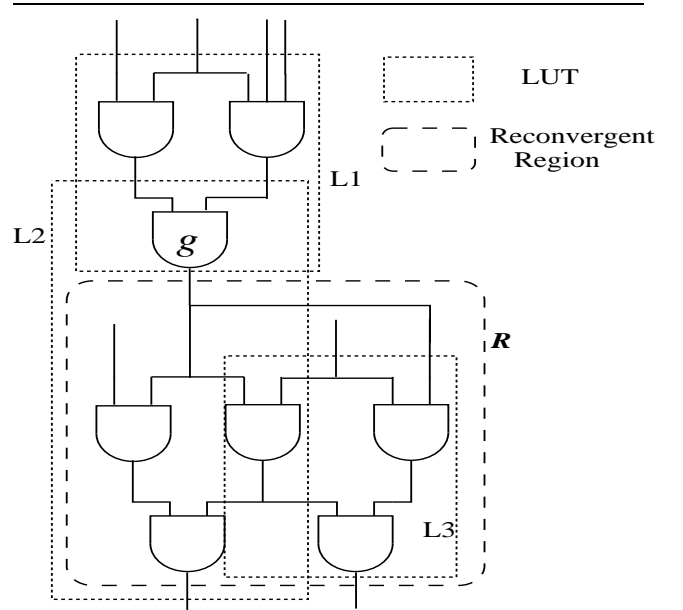 LUT
Reconvergent
Region
L1
L2
g
R
L3